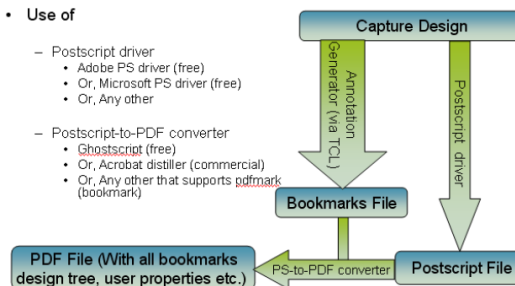 • Use of
– Postscript driver
• Adobe PS driver (free)
• Or, Microsoft PS driver (free)
• Or, Any other
– Postscript-to-PDF converter
• Ghostscript (free)
• Or, Acrobat distiller (commercial)
• Or, Any other that supports pdfmark
(bookmark)
Capture Design
Annotation
Generator (via TCL)
Postscript driver
Bookmarks File
PDF File (With all bookmarks
design tree, user properties etc.)
PS-to-PDF converter
Postscript File